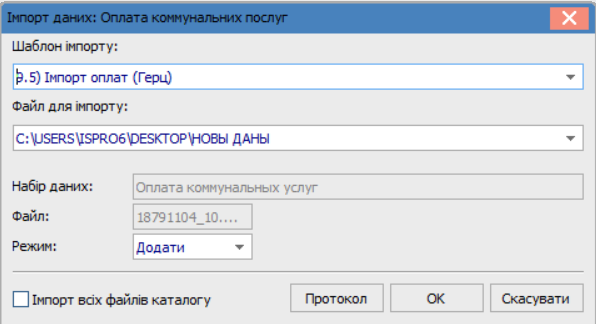 Імпорт даних: Оплата коммунальних послуг
Шаблон імпорту:
9.5) Імпорт оплат (Герц)
Файл для імпорту:
C:\USERS\ISPRO6\DESKTOP\НОВЫ ДАНЫ
Набір даних: Оплата коммунальных услуг
Файл: 18791104_10....
Режим: Додати
Імпорт всіх файлів каталогу Протокол OK Скасувати